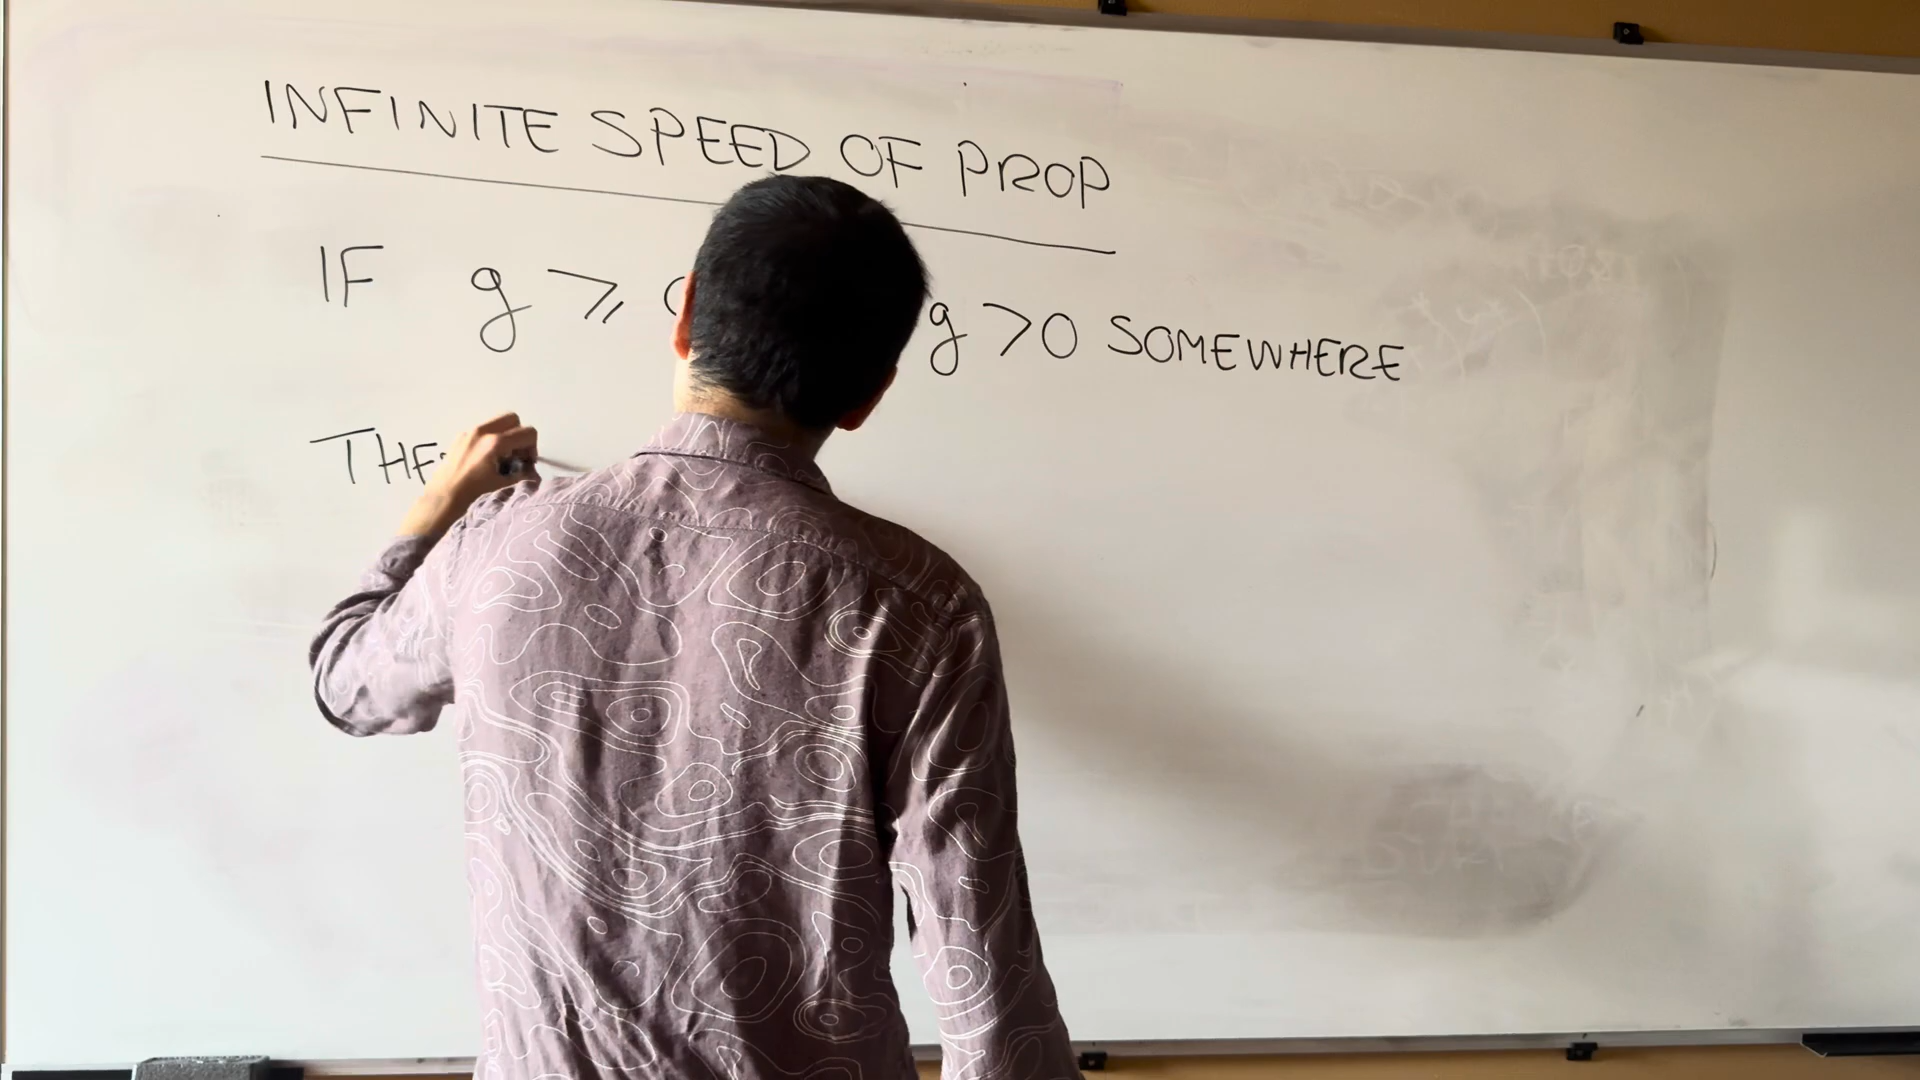 INFINITE SPEED OF PROP
IF g ⩾ g > 0 SOMEWHERE
THE